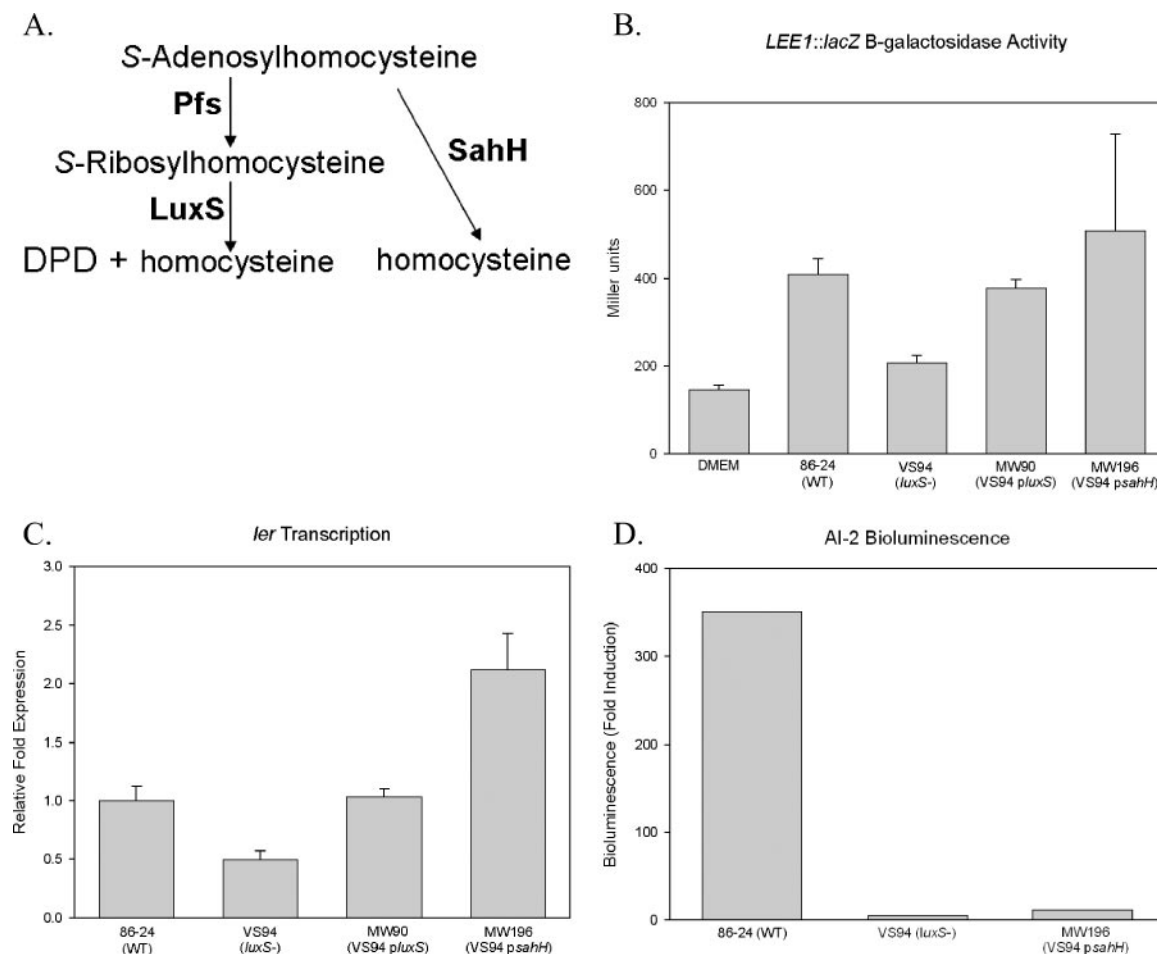 A.
S-Adenosylhomocysteine
Pfs
SahH
S-Ribosylhomocysteine
LuxS
DPD + homocysteine
homocysteine
B.
LEE1::lacZ B-galactosidase Activity
Miller units
800
600
400
200
0
DMEM
86-24
(WT)
VS94
(luxS-)
MW90
(VS94 pluxS)
MW196
(VS94 psahH)
C.
ler Transcription
Relative Fold Expression
3.0
2.5
2.0
1.5
1.0
0.5
0.0
86-24
(WT)
VS94
(luxS-)
MW90
(VS94 pluxS)
MW196
(VS94 psahH)
D.
AI-2 Bioluminescence
Bioluminescence (Fold Induction)
400
300
200
100
0
86-24 (WT)
VS94 (luxS-)
MW196
(VS94 psahH)